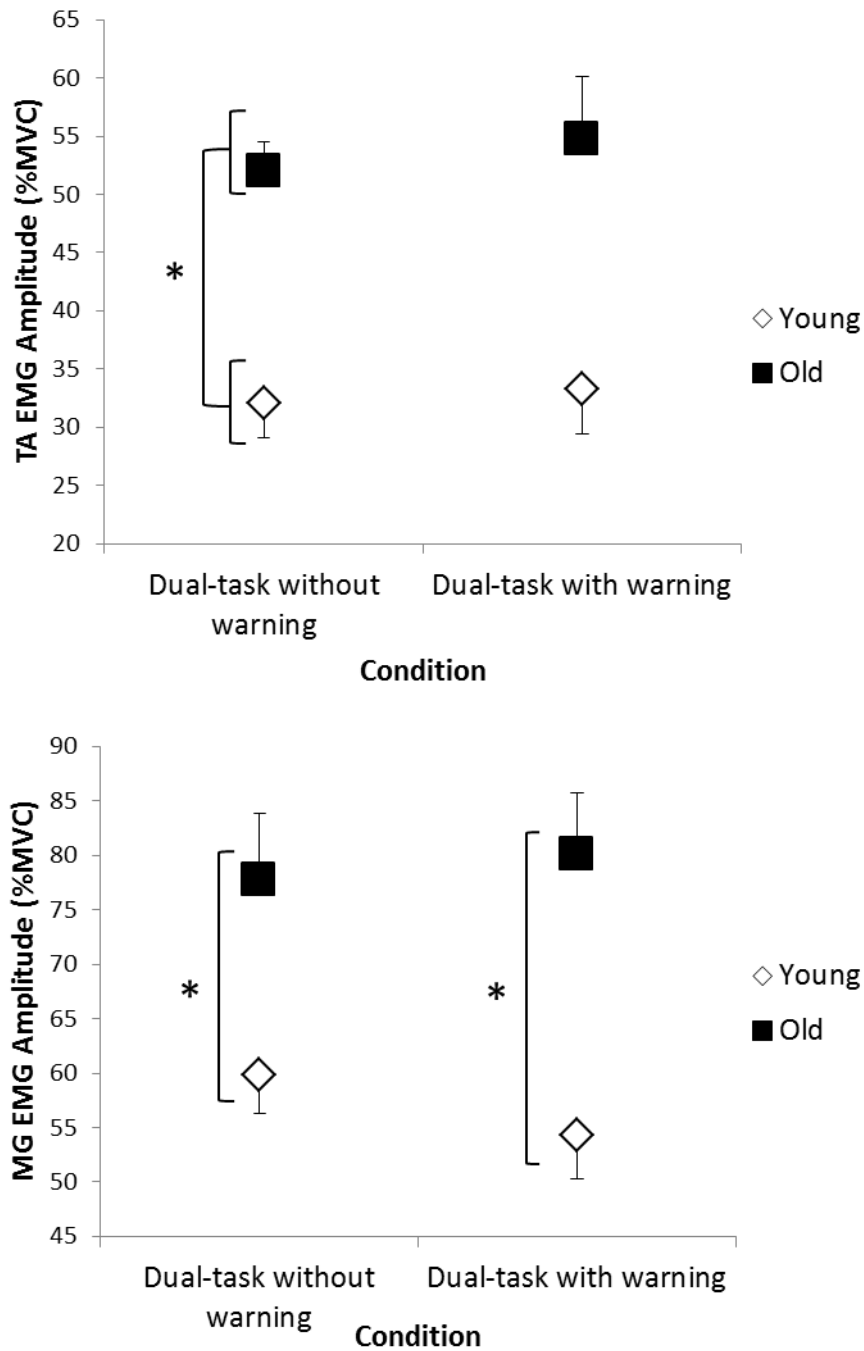 65
60
55
50
45
40
35
30
25
20
TA EMG Amplitude (%MVC)
*
Young
Old
Dual-task without
warning
Dual-task with warning
Condition
90
85
80
75
70
65
60
55
50
45
MG EMG Amplitude (%MVC)
*
*
Young
Old
Dual-task without
warning
Dual-task with warning
Condition